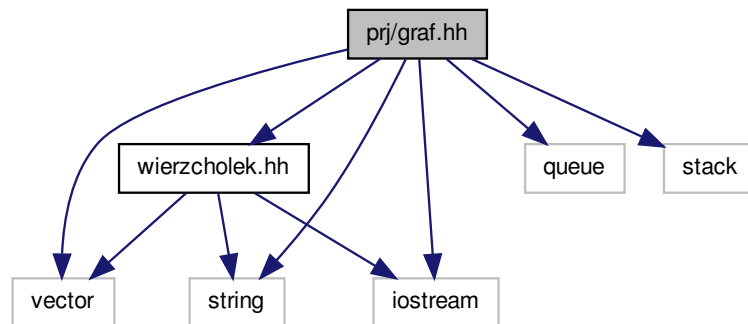 prj/graf.hh
wierzcholek.hh
queue
stack
vector
string
iostream